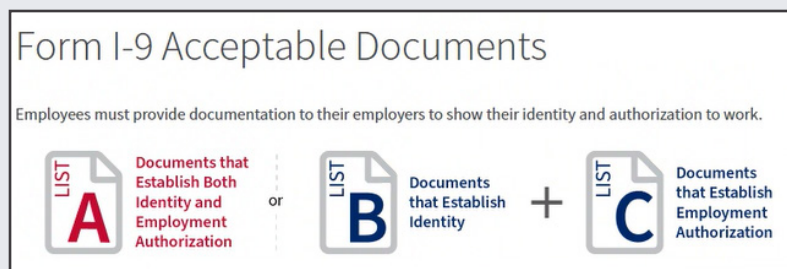 Form I-9 Acceptable Documents
Employees must provide documentation to their employers to show their identity and authorization to work.
LIST
A
Documents that
Establish Both
Identity and
Employment
Authorization
or
LIST
B
Documents
that Establish
Identity
+
LIST
C
Documents
that Establish
Employment
Authorization